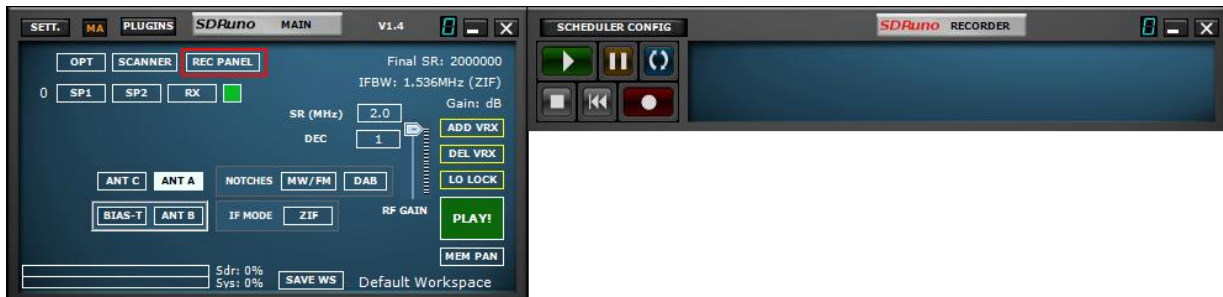 SETT. MA PLUGINS SDRuno MAIN V1.4
OPT SCANNER REC PANEL Final SR: 2000000
IFBW: 1.536MHz (ZIF)
0 SP1 SP2 RX Gain: dB
SR (MHz) 2.0 ADD VRX
DEC 1 DEL VRX
ANT C ANT A NOTCHES MW/FM DAB LO LOCK
BIAS-T ANT B IF MODE ZIF RF GAIN PLAY!
MEM PAN
Sdr: 0%
Sys: 0% SAVE WS Default Workspace
SCHEDULER CONFIG SDRuno RECORDER